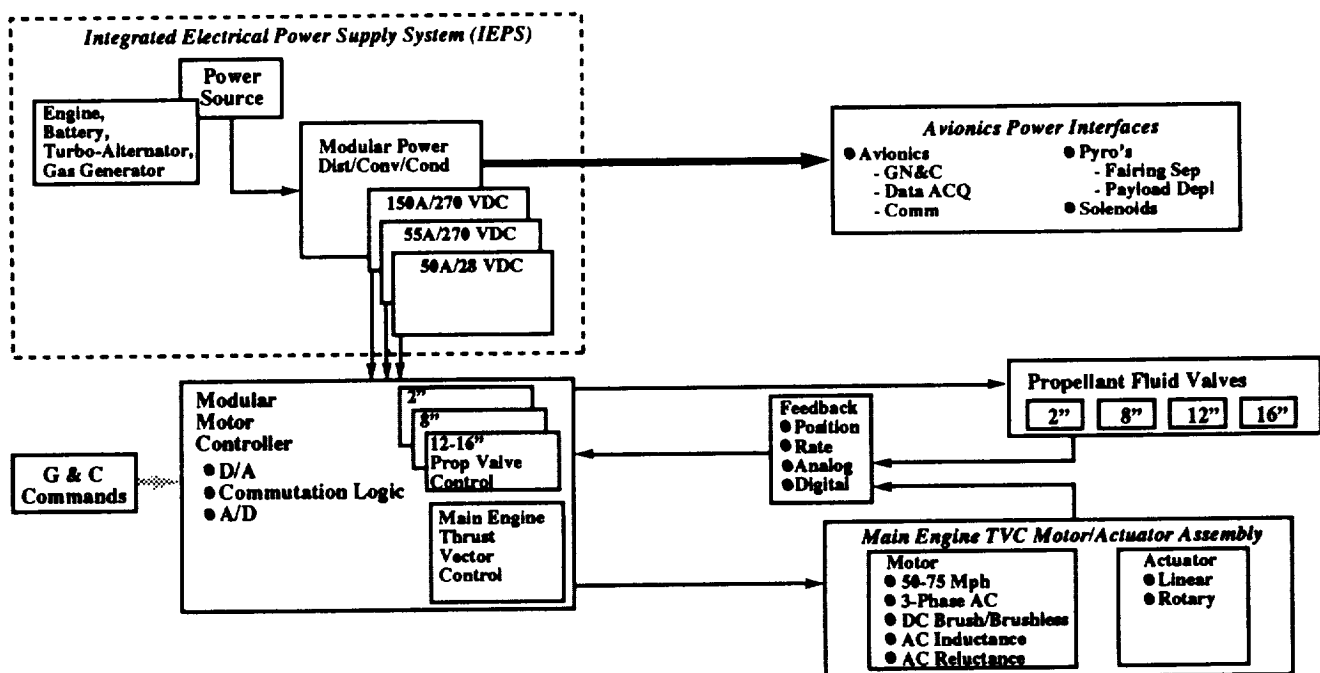 Integrated Electrical Power Supply System (IEPS)
Power
Source
Engine,
Battery,
Turbo-Alternator,
Gas Generator
Modular Power
Dist/Conv/Cond
150A/270 VDC
55A/270 VDC
50A/28 VDC
Avionics Power Interfaces
● Avionics
- GN&C
- Data ACQ
- Comm
● Pyro's
- Fairing Sep
- Payload Depl
● Solenoids
G & C
Commands
Modular
Motor
Controller
● D/A
● Commutation Logic
● A/D
2”
8”
12-16”
Prop Valve
Control
Main Engine
Thrust
Vector
Control
Feedback
● Position
● Rate
● Analog
● Digital
Propellant Fluid Valves
2” 8” 12” 16”
Main Engine TVC Motor/Actuator Assembly
Motor
● 50-75 Mph
● 3-Phase AC
● DC Brush/Brushless
● AC Inductance
● AC Reluctance
Actuator
● Linear
● Rotary